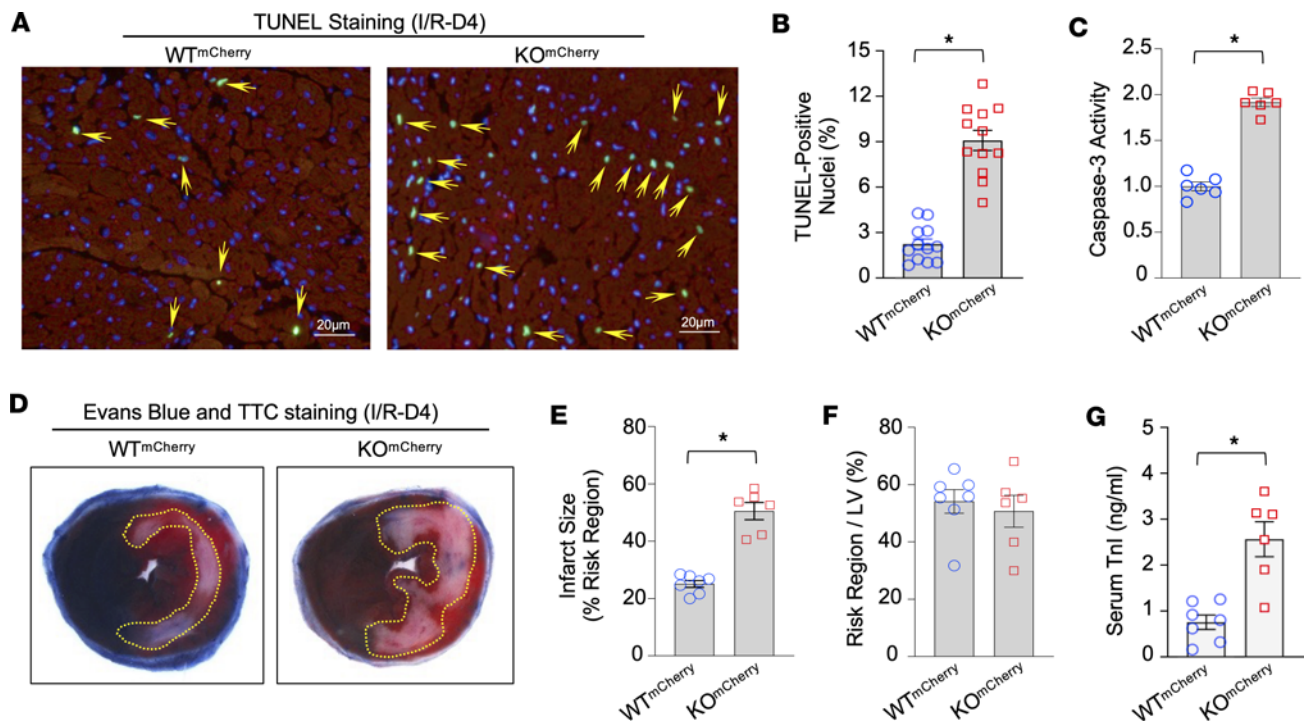 A
TUNEL Staining (I/R-D4)
WTmCherry
KOmCherry
20μm
20μm
B
TUNEL-Positive
Nuclei (%)
15
12
9
6
3
0
*
WTmCherry
KOmCherry
C
Caspase-3 Activity
2.5
2.0
1.5
1.0
0.5
0
*
WTmCherry
KOmCherry
D
Evans Blue and TTC staining (I/R-D4)
WTmCherry
KOmCherry
E
Infarct Size
(% Risk Region)
80
60
40
20
0
*
WTmCherry
KOmCherry
F
Risk Region / LV (%)
80
60
40
20
0
WTmCherry
KOmCherry
G
Serum TnI (ng/ml)
5
4
3
2
1
0
*
WTmCherry
KOmCherry